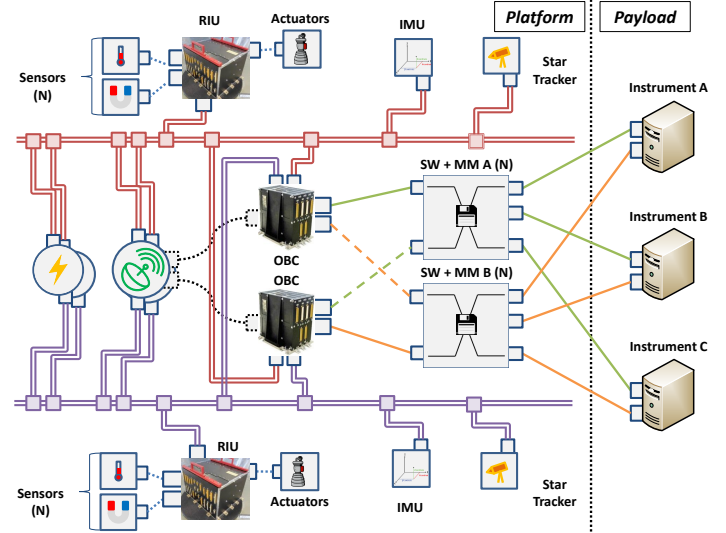 RIU
Actuators
IMU
Platform
Payload
Sensors
(N)
Star
Tracker
Instrument A
SW + MM A (N)
OBC
OBC
SW + MM B (N)
Instrument B
Instrument C
RIU
Sensors
(N)
Actuators
IMU
Star
Tracker